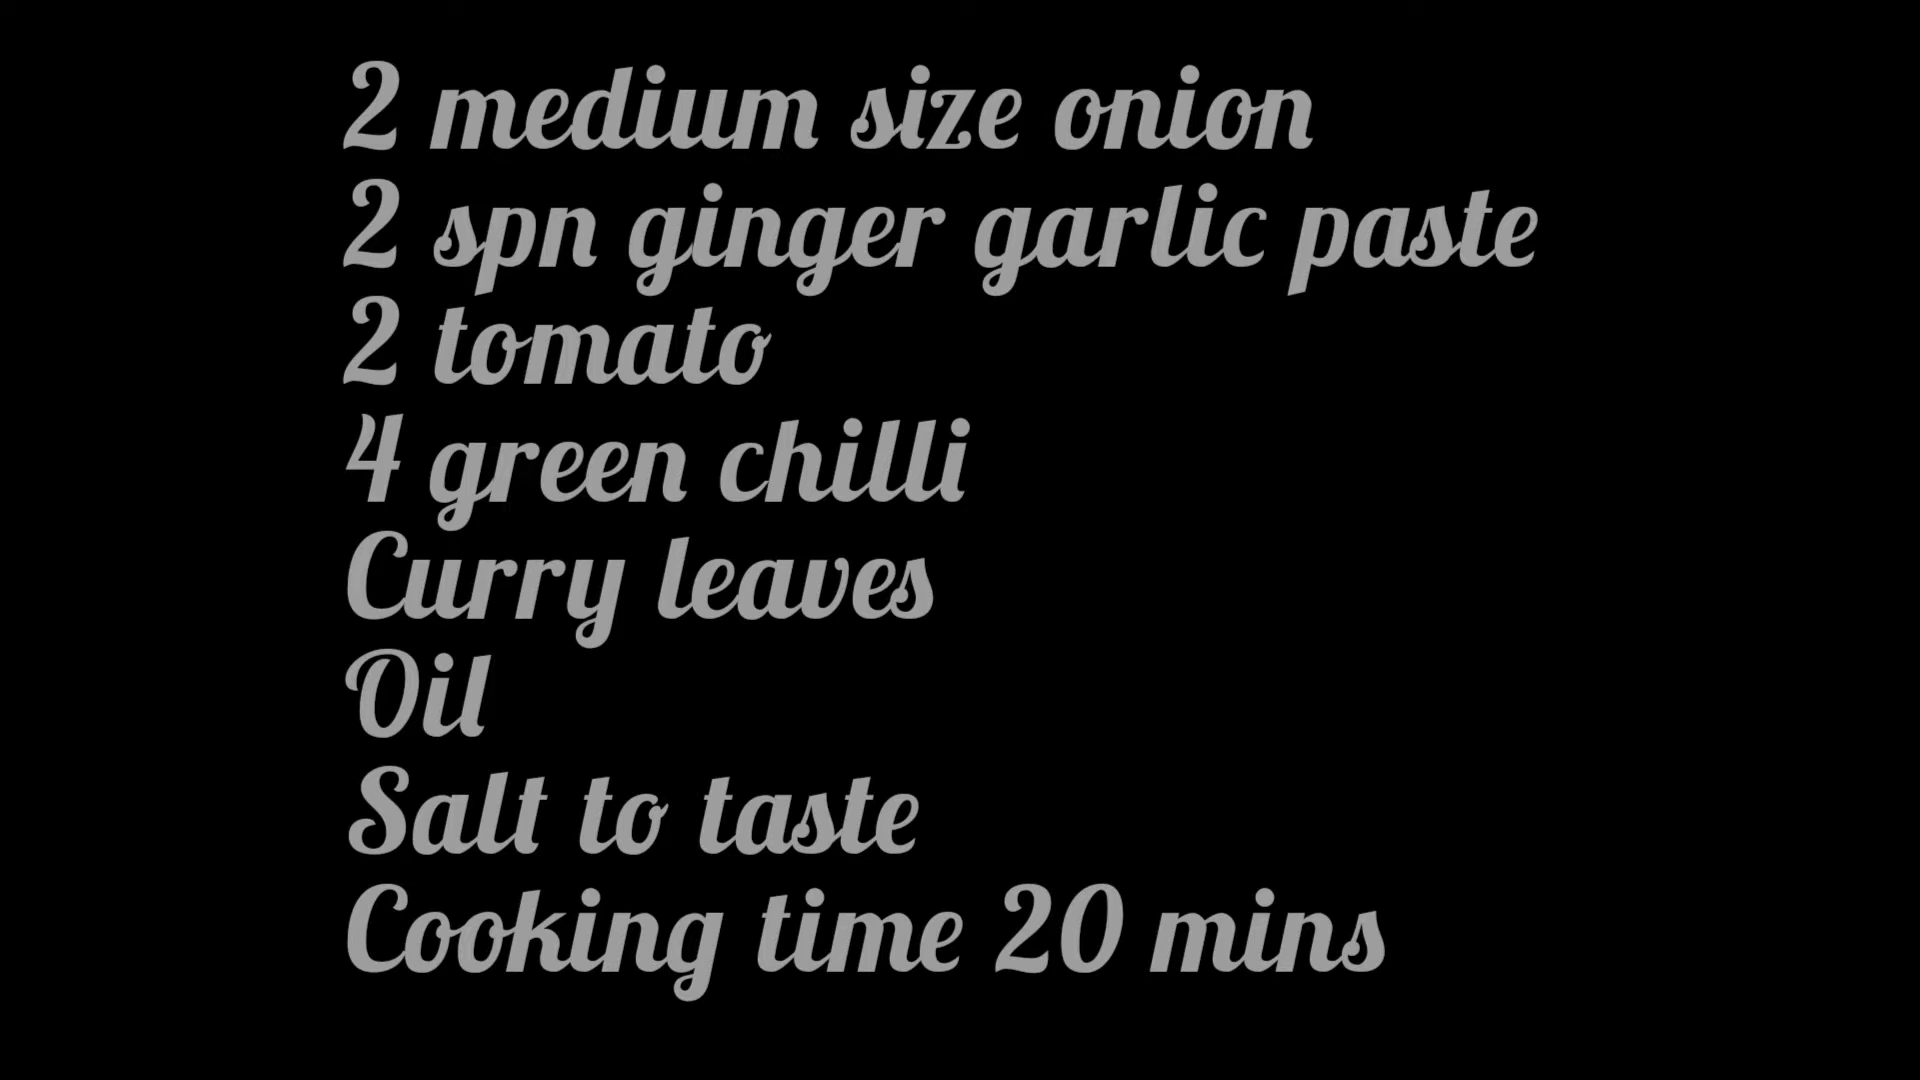 2 medium size onion
2 spn ginger garlic paste
2 tomato
4 green chilli
Curry leaves
Oil
Salt to taste
Cooking time 20 mins